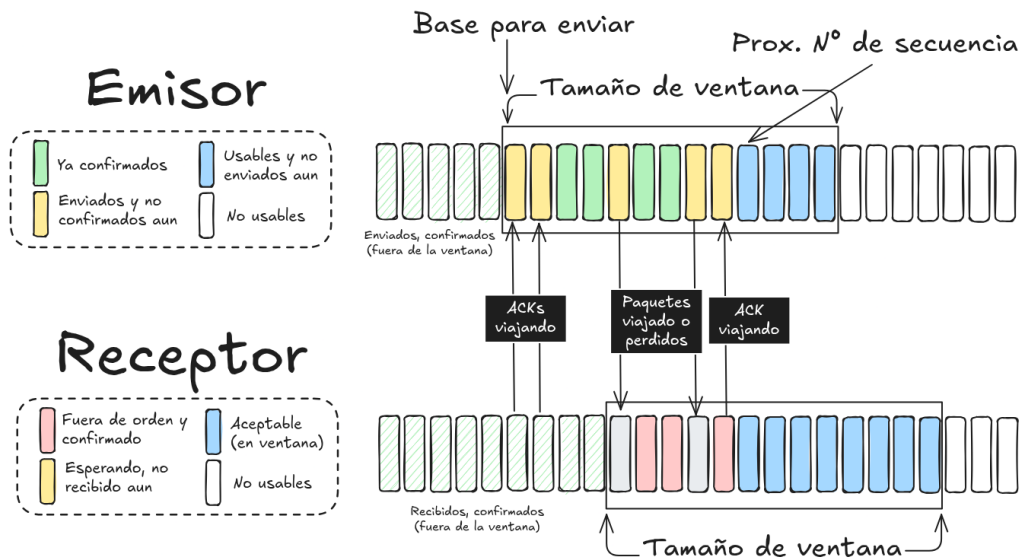 Base para enviar
Prox. Nº de secuencia
Emisor
Tamaño de ventana
Ya confirmados
Usables y no
enviados aun
Enviados y no
confirmados aun
No usables
Enviados, confirmados
(fuera de la ventana)
ACKs
viajando
Paquetes
viajado o
perdidos
ACK
viajando
Receptor
Fuera de orden y
confirmado
Aceptable
(en ventana)
Esperando, no
recibido aun
No usables
Recibidos, confirmados
(fuera de la ventana)
Tamaño de ventana